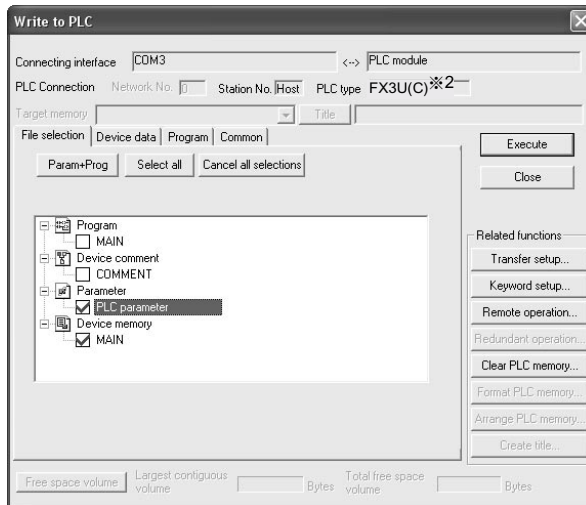 Write to PLC
Connecting interface COM3 <--> PLC module
PLC Connection Network No. 0 Station No. Host PLC type FX3U(C)※2
Target memory Title
File selection Device data Program Common
Execute
Param+Prog Select all Cancel all selections
Close
Program
MAIN
Device comment
COMMENT
Parameter
PLC parameter
Device memory
MAIN
Related functions
Transfer setup...
Keyword setup...
Remote operation...
Redundant operation...
Clear PLC memory...
Format PLC memory...
Arrange PLC memory...
Create title...
Free space volume Largest contiguous volume Bytes Total free space volume Bytes